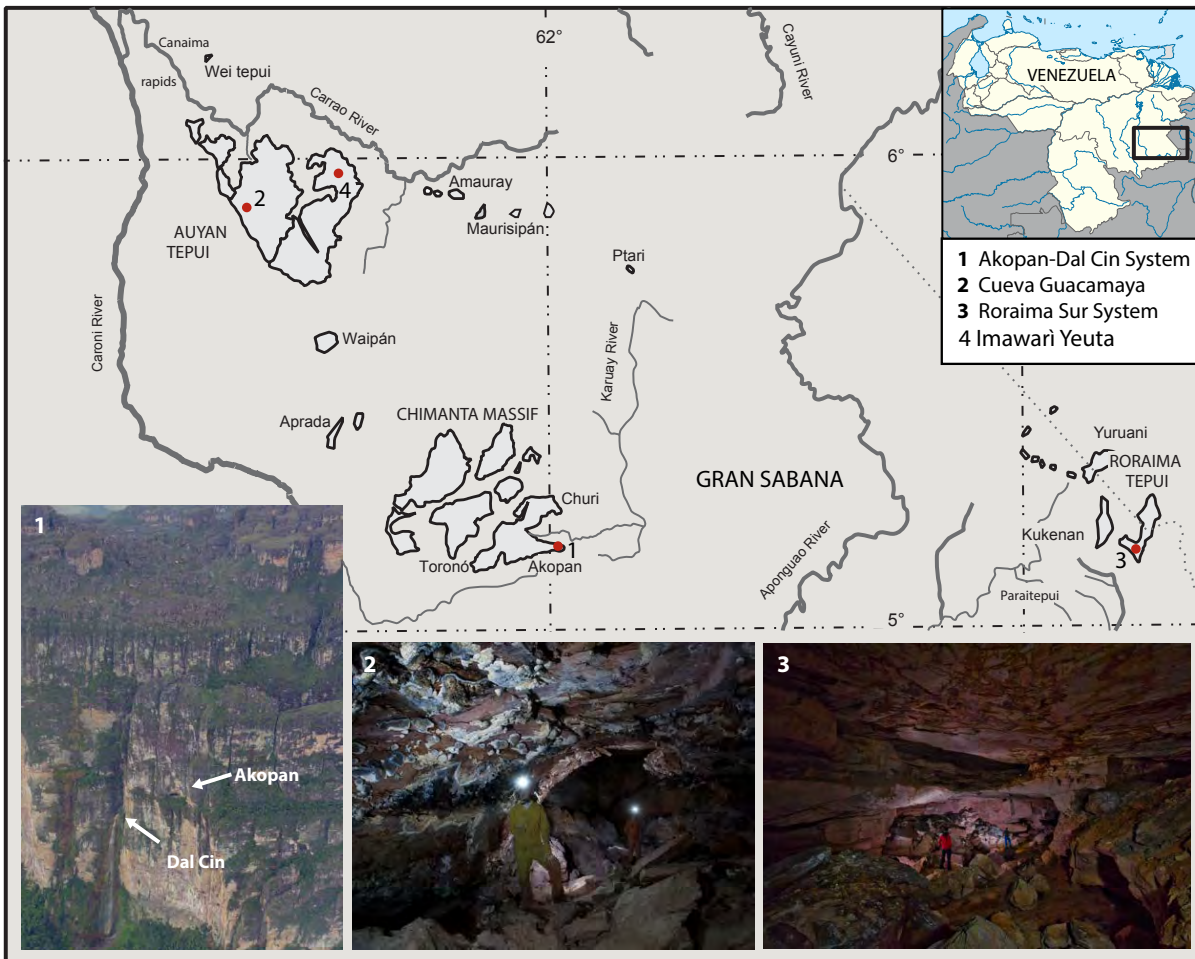 Canaima
rapids
Wei tepui
Carrao River
62°
Cayuni River
VENEZUELA
6°
2
4
AUYAN
TEPUI
Amauray
Maurisipán
Ptari
1 Akopan-Dal Cin System
2 Cueva Guacamaya
3 Roraima Sur System
4 Imawarì Yeuta
Caroni River
Waipán
Karuay River
Aprada
CHIMANTA MASSIF
Churi
GRAN SABANA
Yuruani
RORAIMA
TEPUI
Kukenan
Toronó
Akopan
1
3
Aponguao River
Paraitepui
5°
1
Akopan
Dal Cin
2
3